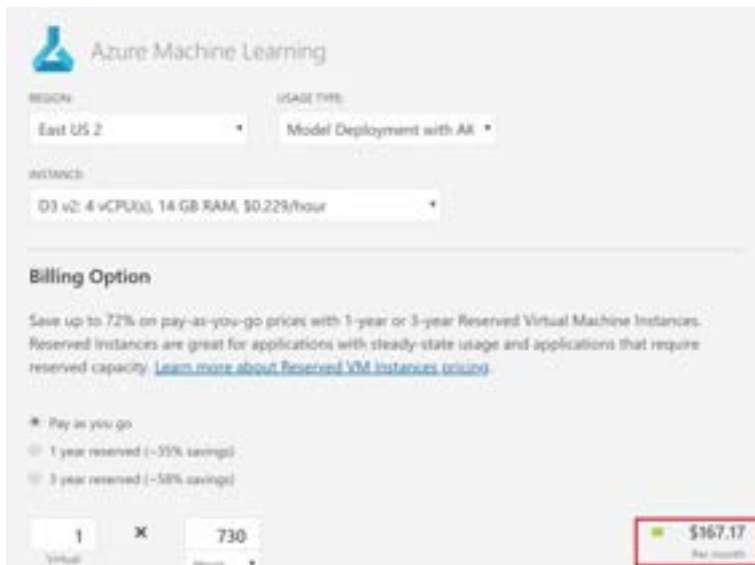 Azure Machine Learning
REGION:
USAGE TYPE:
East US 2
Model Deployment with AK
INSTANCE:
D3 v2: 4 vCPU(s), 14 GB RAM, $0.229/hour
Billing Option
Save up to 72% on pay-as-you-go prices with 1-year or 3-year Reserved Virtual Machine Instances.
Reserved Instances are great for applications with steady-state usage and applications that require
reserved capacity. Learn more about Reserved VM Instances pricing.
Pay as you go
1 year reserved (~35% savings)
3 year reserved (~58% savings)
1 × 730
= $167.17
Virtual
Per month